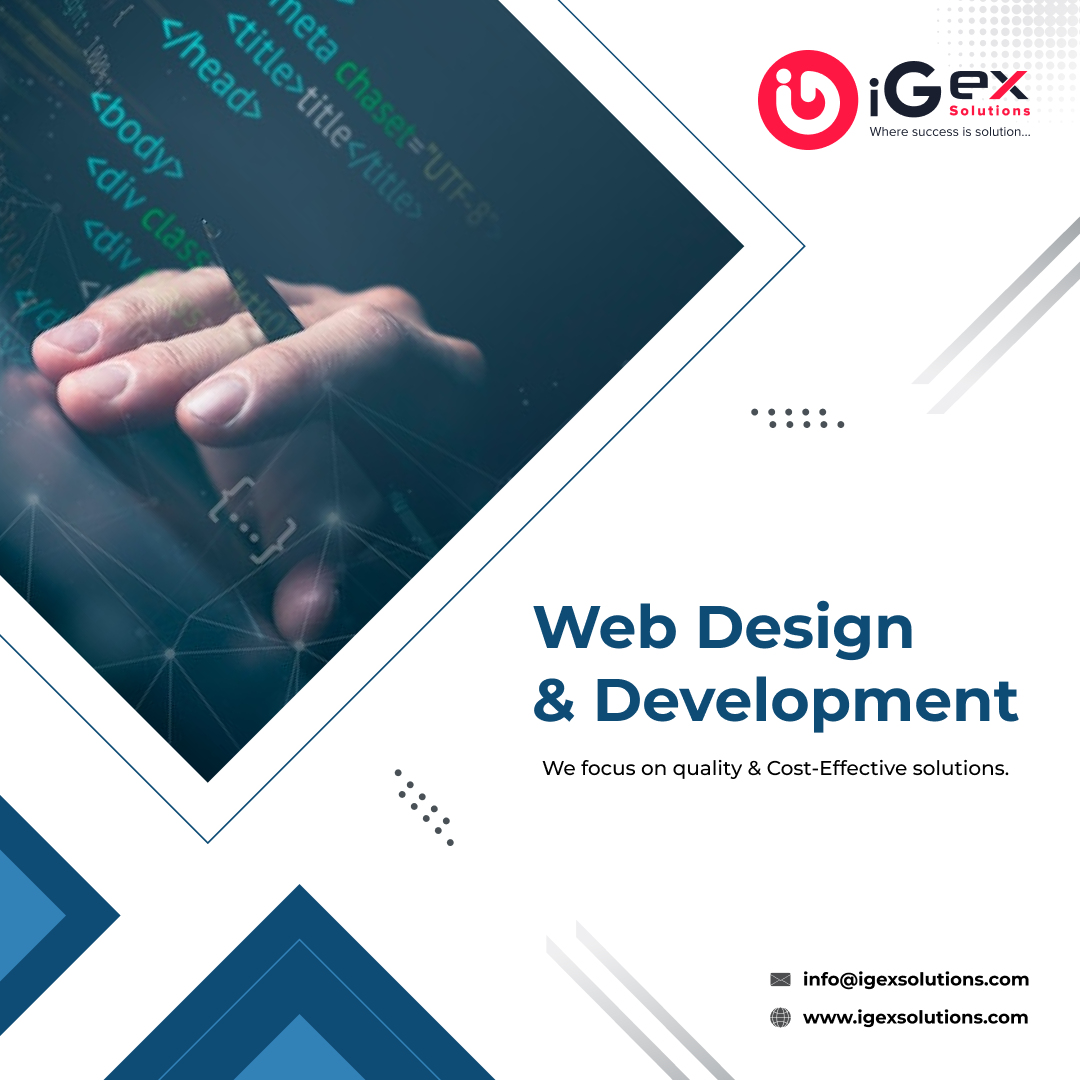 meta chaset="UTF-8">
<title>title</title>
</head>
<body>
<div class
<div
{...}
iGex
Solutions
Where success is solution...
Web Design
& Development
We focus on quality & Cost-Effective solutions.
info@igexsolutions.com
www.igexsolutions.com